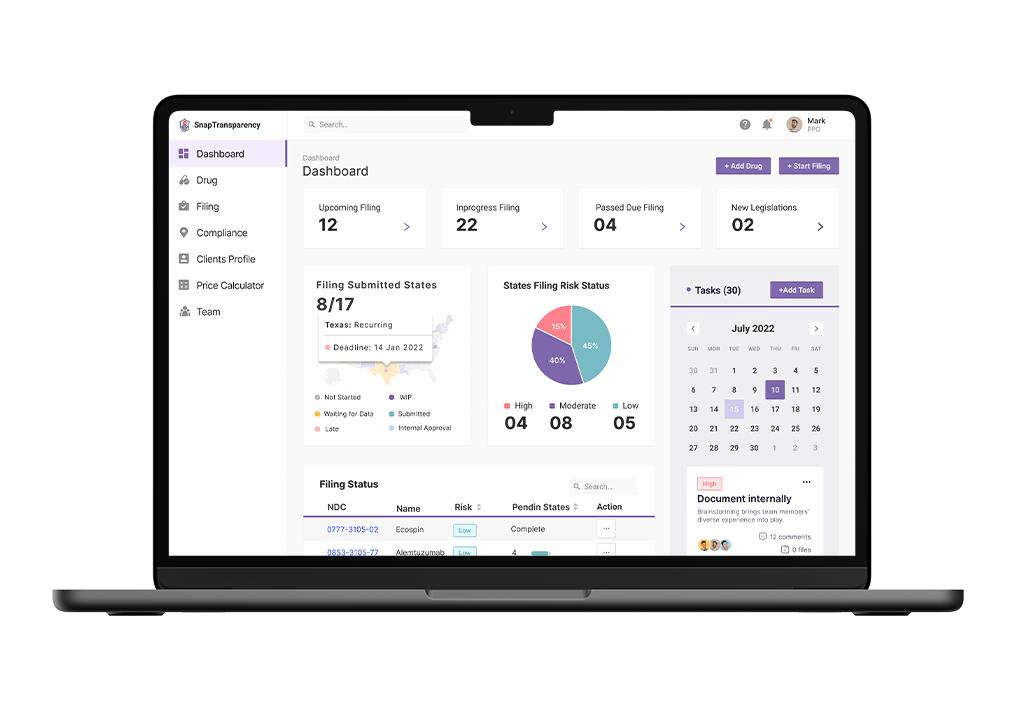 SnapTransparency
Search...
Mark
PPO
Dashboard
Drug
Filing
Compliance
Clients Profile
Price Calculator
Team
Dashboard
Dashboard
+ Add Drug
+ Start Filing
Upcoming Filing
12
Inprogress Filing
22
Passed Due Filing
04
New Legislations
02
Filing Submitted States
8/17
Texas: Recurring
Deadline: 14 Jan 2022
Not Started
WIP
Waiting for Data
Submitted
Late
Internal Approval
States Filing Risk Status
15%
45%
40%
High
Moderate
Low
04
08
05
Tasks (30)
+Add Task
July 2022
SUN MON TUE WED THU FRI SAT
30 31 1 2 3 4 5
6 7 8 9 10 11 12
13 14 15 16 17 18 19
20 21 22 23 24 25 26
27 28 29 30 1 2 3
High
Document internally
Brainstorming brings team members'
diverse experience into play.
12 comments
0 files
Filing Status
Search...
NDC Name Risk Pendin States Action
0777-3105-02 Ecospin Low Complete
0853-3105-77 Alemtuzumab Low 4